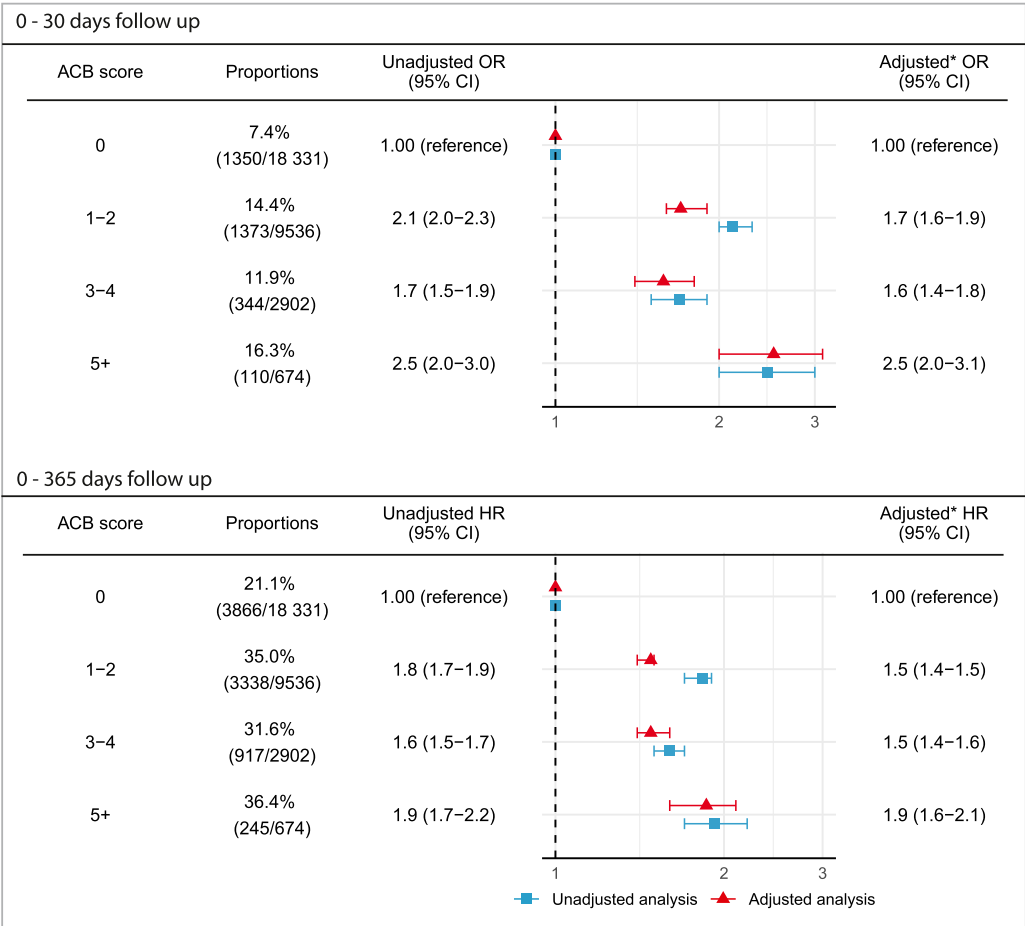 0 - 30 days follow up
ACB score Proportions Unadjusted OR (95% CI) Adjusted* OR (95% CI)
0 7.4% (1350/18 331) 1.00 (reference) 1.00 (reference)
1−2 14.4% (1373/9536) 2.1 (2.0−2.3) 1.7 (1.6−1.9)
3−4 11.9% (344/2902) 1.7 (1.5−1.9) 1.6 (1.4−1.8)
5+ 16.3% (110/674) 2.5 (2.0−3.0) 2.5 (2.0−3.1)
1 2 3
0 - 365 days follow up
ACB score Proportions Unadjusted HR (95% CI) Adjusted* HR (95% CI)
0 21.1% (3866/18 331) 1.00 (reference) 1.00 (reference)
1−2 35.0% (3338/9536) 1.8 (1.7−1.9) 1.5 (1.4−1.5)
3−4 31.6% (917/2902) 1.6 (1.5−1.7) 1.5 (1.4−1.6)
5+ 36.4% (245/674) 1.9 (1.7−2.2) 1.9 (1.6−2.1)
1 2 3
Unadjusted analysis Adjusted analysis